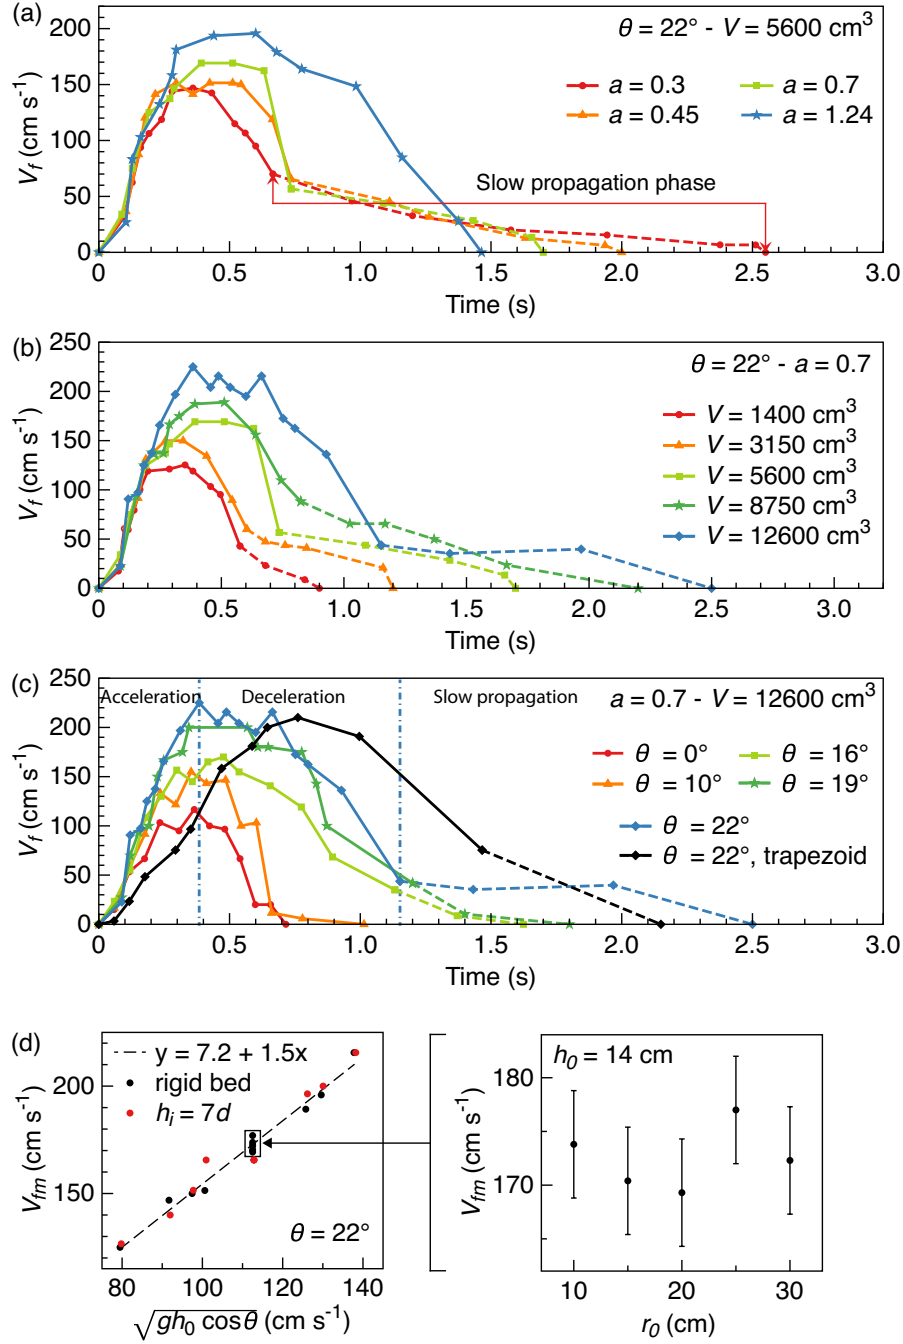 (a)
θ = 22° - V = 5600 cm³
a = 0.3
a = 0.7
a = 0.45
a = 1.24
Slow propagation phase
200
150
100
50
0
V_f (cm s⁻¹)
0 0.5 1.0 1.5 2.0 2.5 3.0
Time (s)
(b)
θ = 22° - a = 0.7
V = 1400 cm³
V = 3150 cm³
V = 5600 cm³
V = 8750 cm³
V = 12600 cm³
250
200
150
100
50
0
V_f (cm s⁻¹)
0 0.5 1.0 1.5 2.0 2.5 3.0
Time (s)
(c)
Acceleration
Deceleration
Slow propagation
a = 0.7 - V = 12600 cm³
θ = 0°
θ = 16°
θ = 10°
θ = 19°
θ = 22°
θ = 22°, trapezoid
250
200
150
100
50
0
V_f (cm s⁻¹)
0 0.5 1.0 1.5 2.0 2.5 3.0
Time (s)
(d)
y = 7.2 + 1.5x
rigid bed
h_i = 7d
θ = 22°
200
150
V_fm (cm s⁻¹)
80 100 120 140
√gh₀ cosθ (cm s⁻¹)
h₀ = 14 cm
180
170
V_fm (cm s⁻¹)
10 15 20 25 30
r₀ (cm)